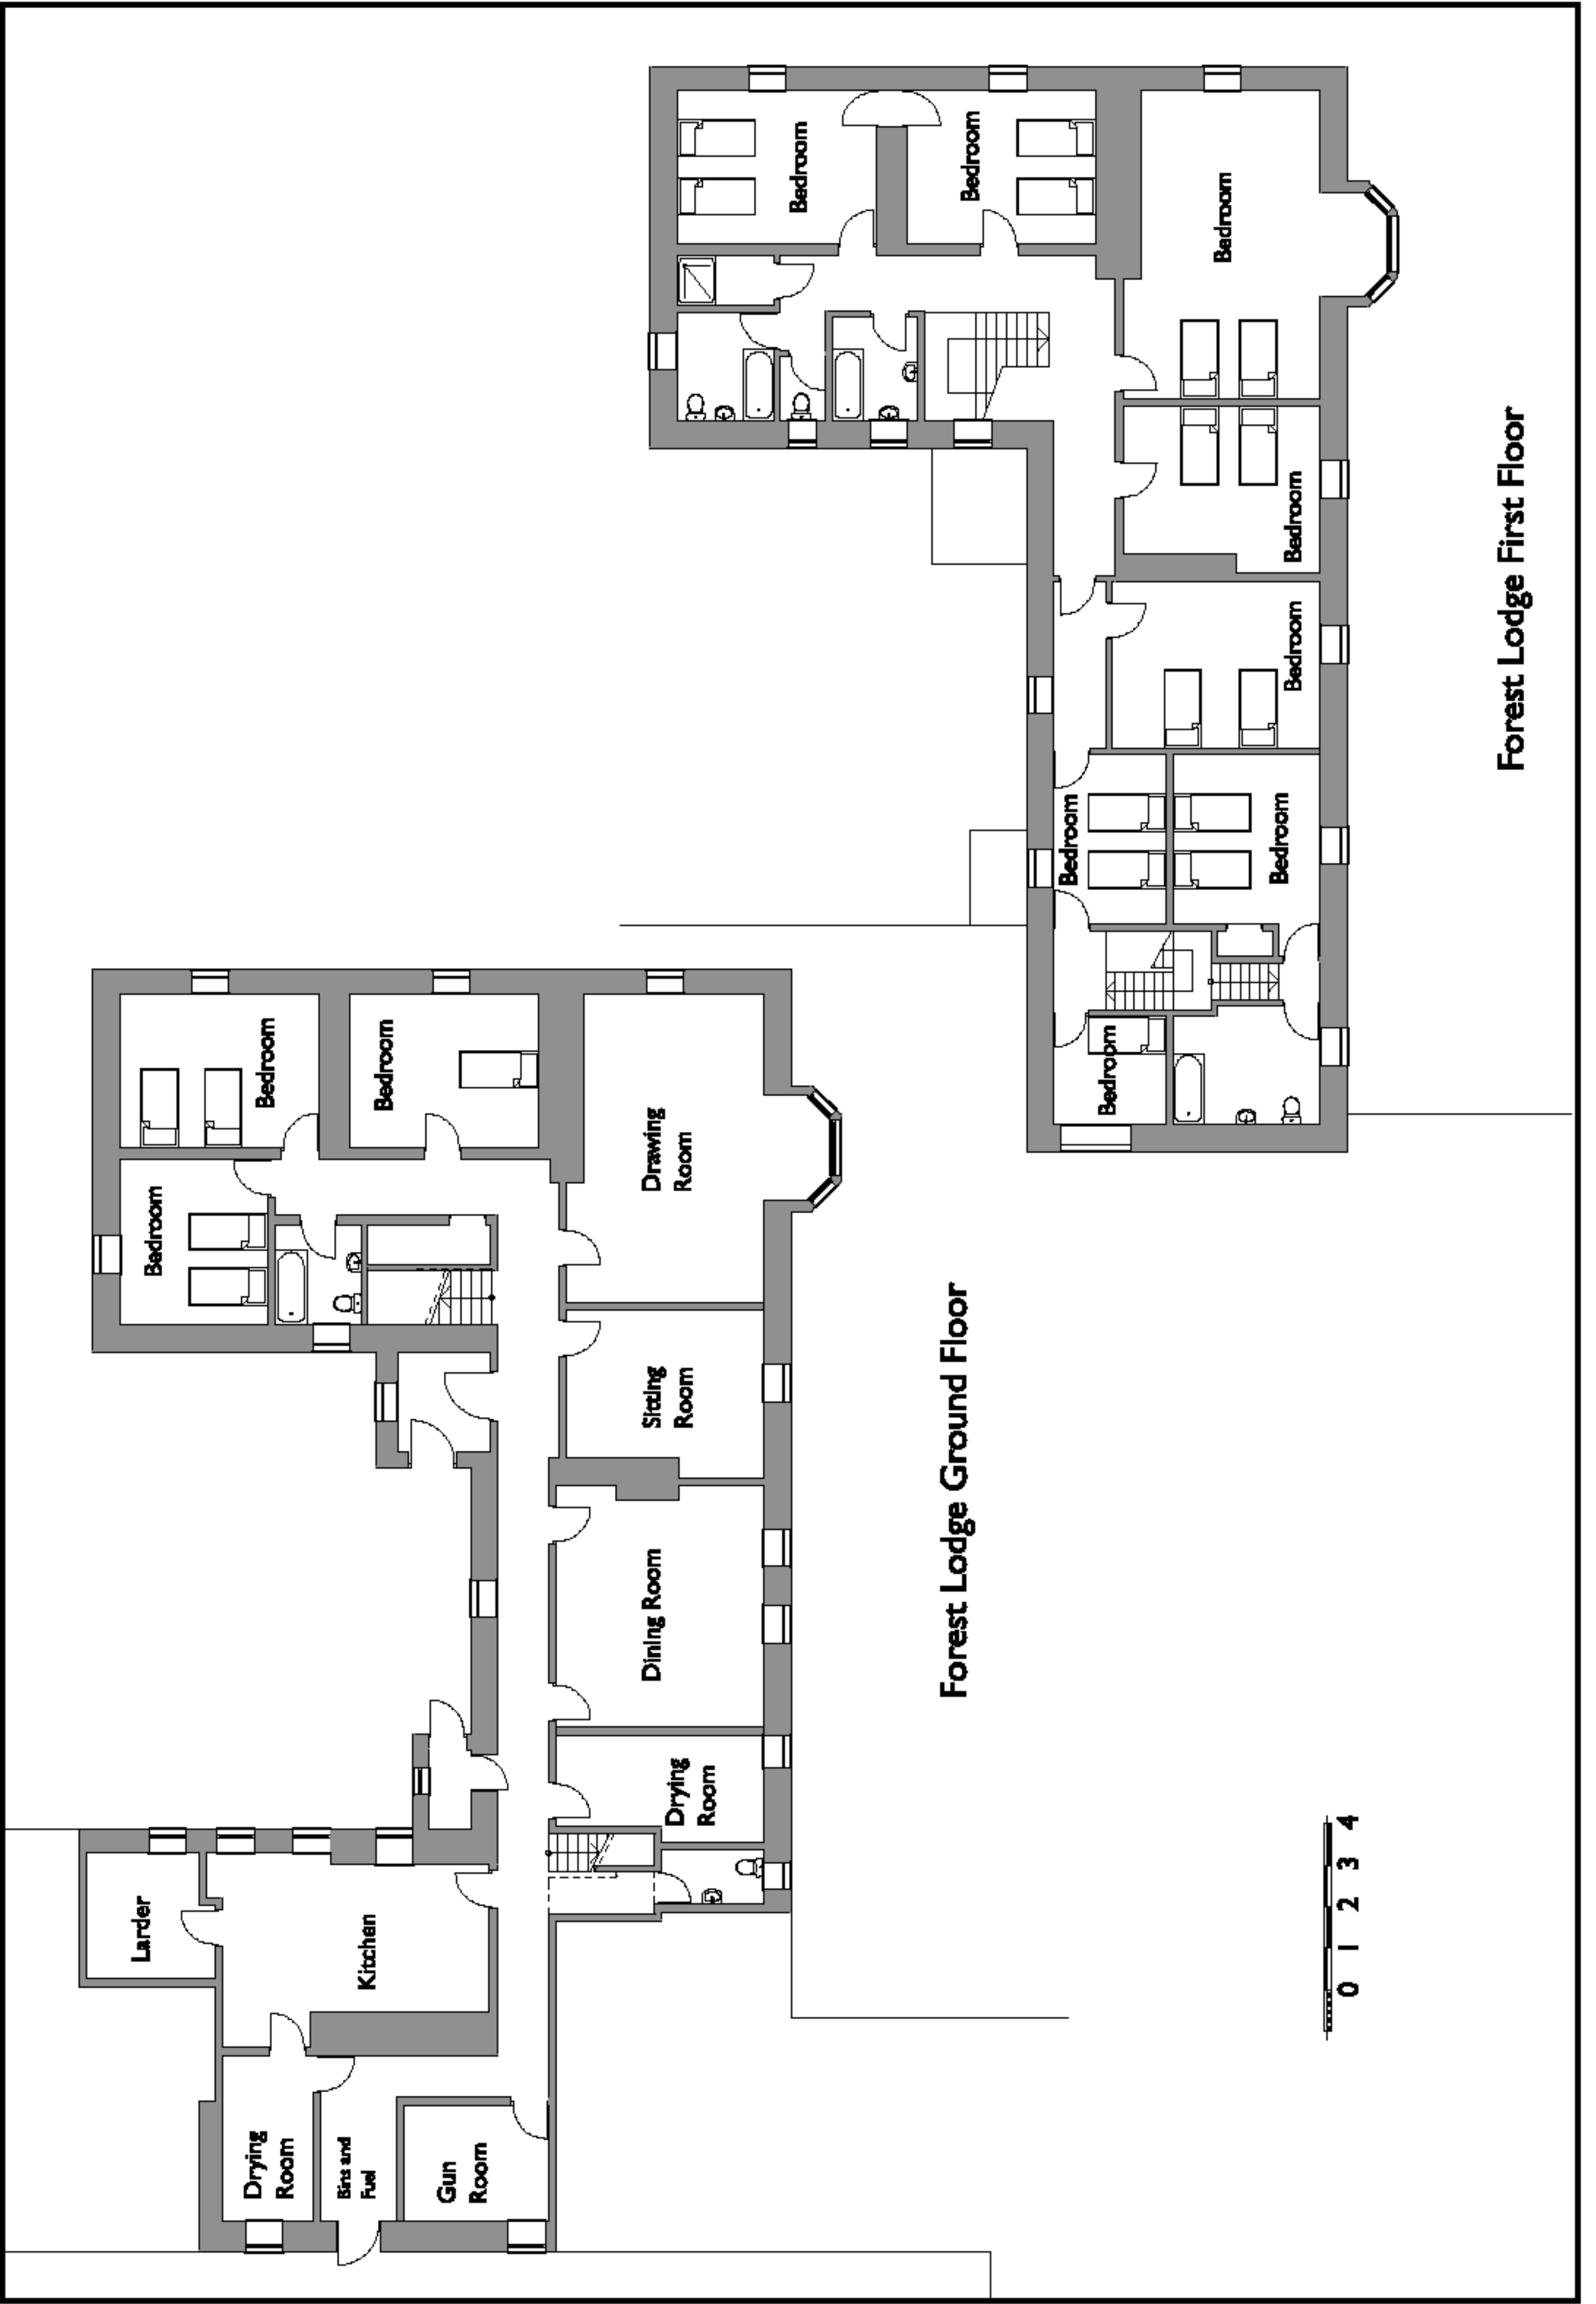 Bedroom
Bedroom
Bedroom
Drawing
Room
Sitting
Room
Dining Room
Drying
Room
Larder
Kitchen
Drying
Room
Bins and
Fuel
Gun
Room
Forest Lodge Ground Floor
Bedroom
Bedroom
Bedroom
Bedroom
Bedroom
Bedroom
Bedroom
Bedroom
Forest Lodge First Floor
0 1 2 3 4